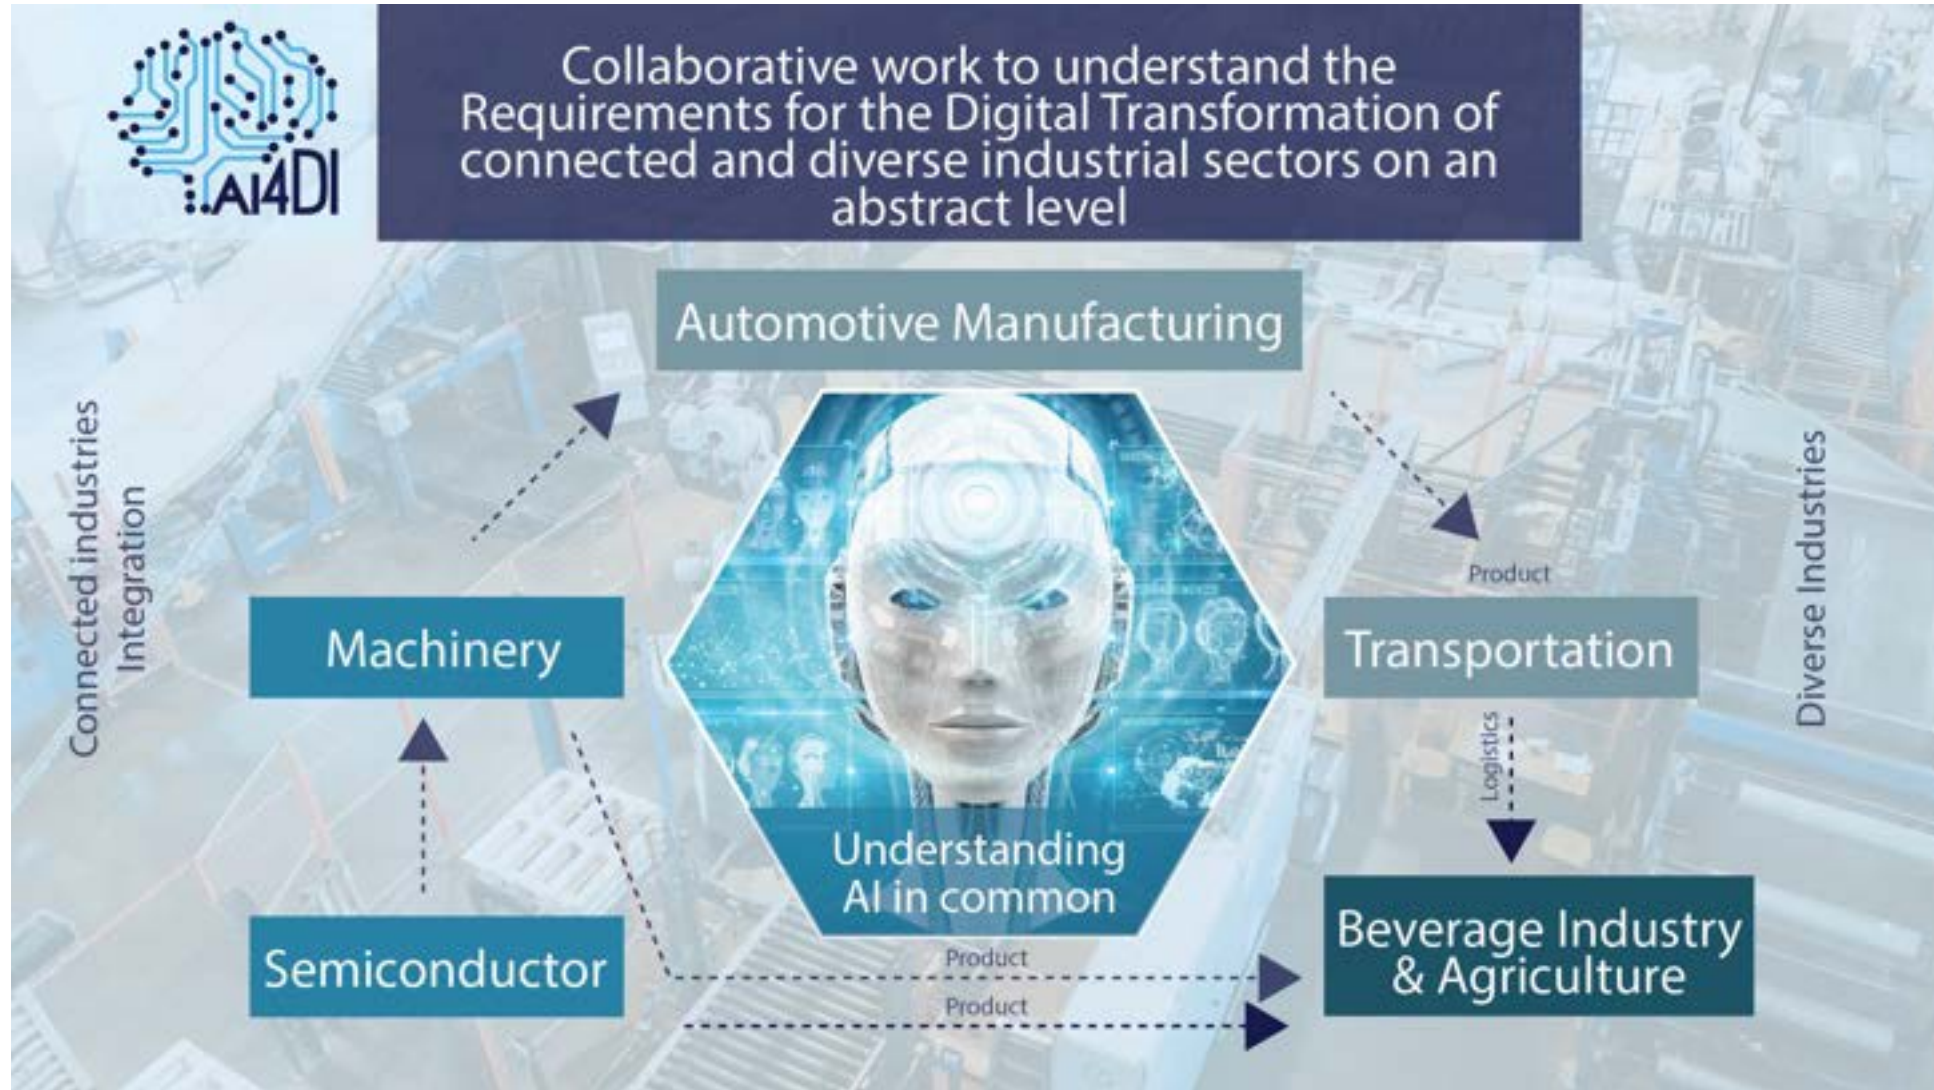 AI4DI
Collaborative work to understand the
Requirements for the Digital Transformation of
connected and diverse industrial sectors on an
abstract level
Automotive Manufacturing
Connected industries
Integration
Diverse Industries
Product
Machinery
Transportation
Logistics
Understanding
AI in common
Semiconductor
Beverage Industry
& Agriculture
Product
Product